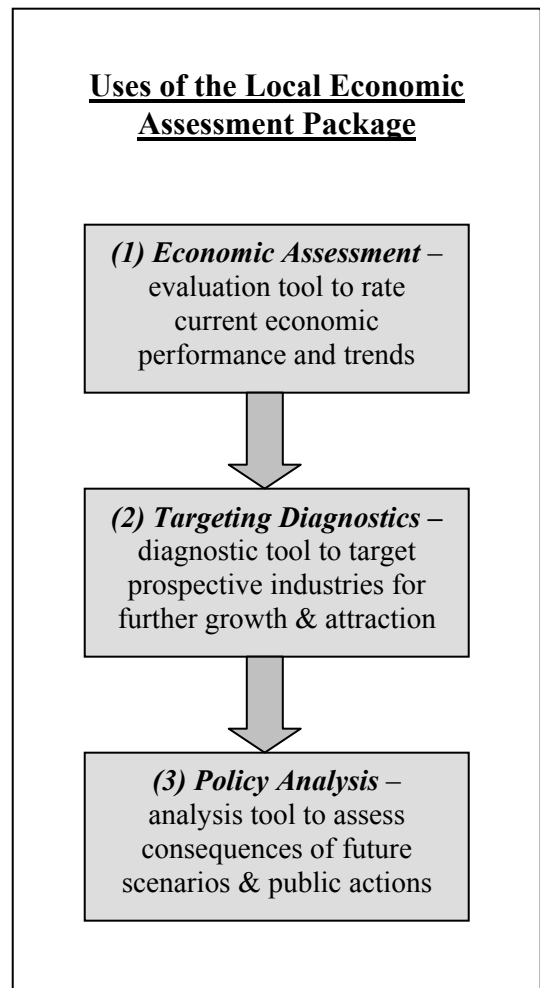 Uses of the Local Economic
Assessment Package
(1) Economic Assessment –
evaluation tool to rate
current economic
performance and trends
(2) Targeting Diagnostics –
diagnostic tool to target
prospective industries for
further growth & attraction
(3) Policy Analysis –
analysis tool to assess
consequences of future
scenarios & public actions